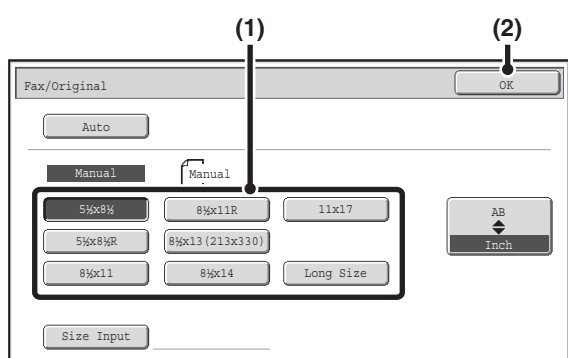 (1) (2)
Fax/Original OK
Auto
Manual Manual
5½x8½ 8½x11R 11x17
5½x8½R 8½x13(213x330)
8½x11 8½x14 Long Size
AB
Inch
Size Input